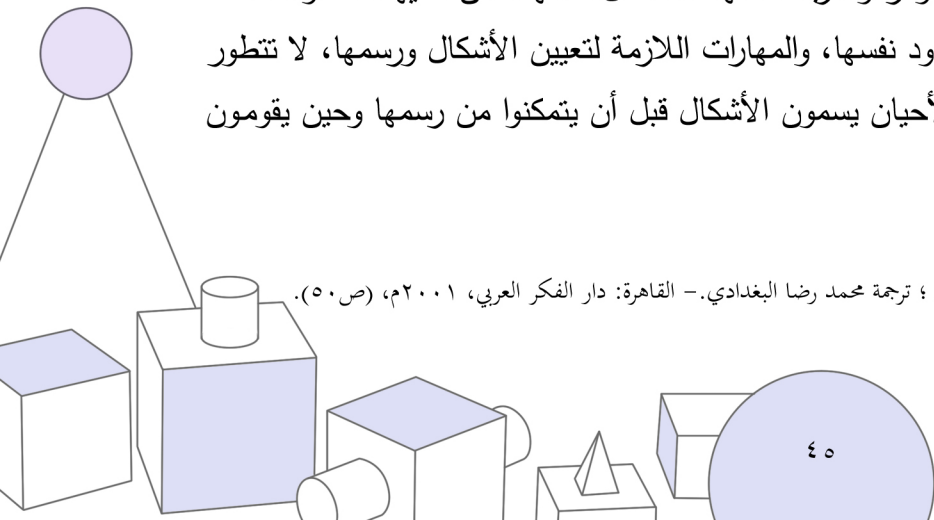 ود نفسها، والمهارات اللازمة لتعيين الأشكال ورسمها، لا تتطور
لأحيان يسمون الأشكال قبل أن يتمكنوا من رسمها وحين يقومون
؛ ترجمة محمد رضا البغدادي.– القاهرة: دار الفكر العربي، ٢٠٠١م، (ص٥٠).
٤٥